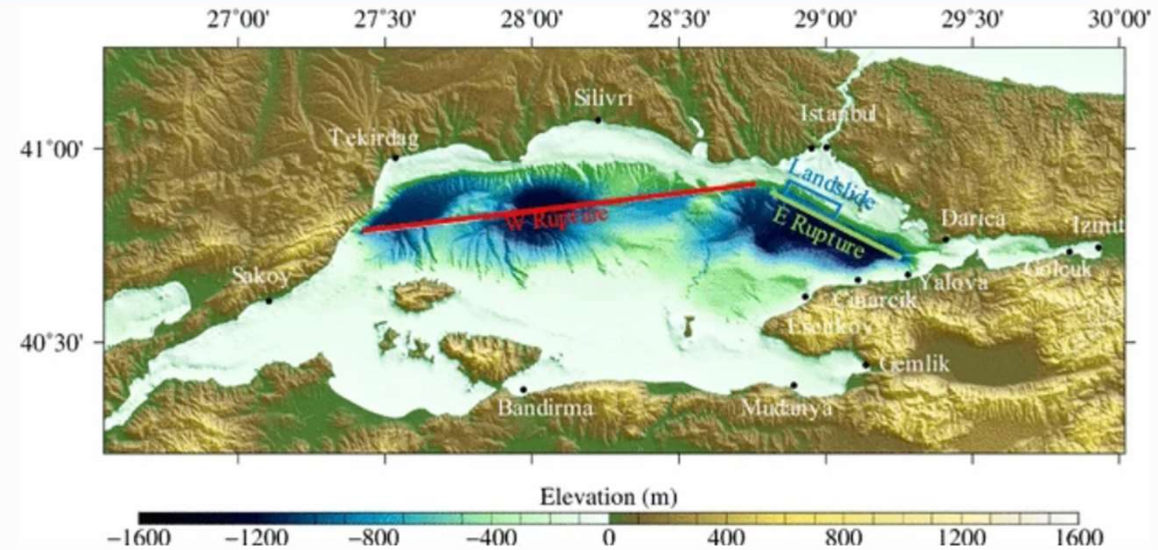 27°00' 27°30' 28°00' 28°30' 29°00' 29°30' 30°00'
Silivri
Istanbul
Tekirdag
41°00'
Landslide
W Rupture
E Rupture
Darica
Izmit
Golcuk
Sakoy
Yalova
Cinarcik
Esenkoy
40°30'
Gemlik
Bandirma
Mudanya
Elevation (m)
−1600 −1200 −800 −400 0 400 800 1200 1600